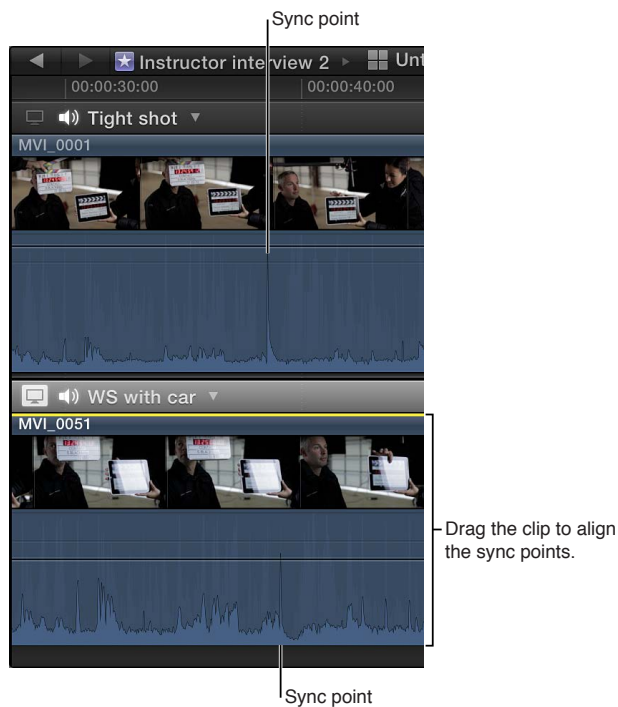 Sync point
Instructor interview 2
Unt
00:00:30:00
00:00:40:00
Tight shot
MVI_0001
WS with car
MVI_0051
Drag the clip to align
the sync points.
Sync point